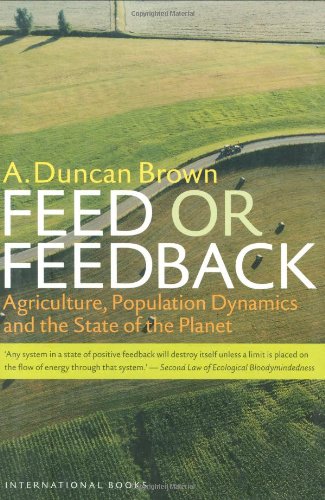 Copyrighted Material
A. Duncan Brown
FEED OR
FEEDBACK
Agriculture, Population Dynamics
and the State of the Planet
'Any system in a state of positive feedback will destroy itself unless a limit is placed on
the flow of energy through that system.' — Second Law of Ecological Bloodymindedness
INTERNATIONAL BOOKS
Copyrighted Material